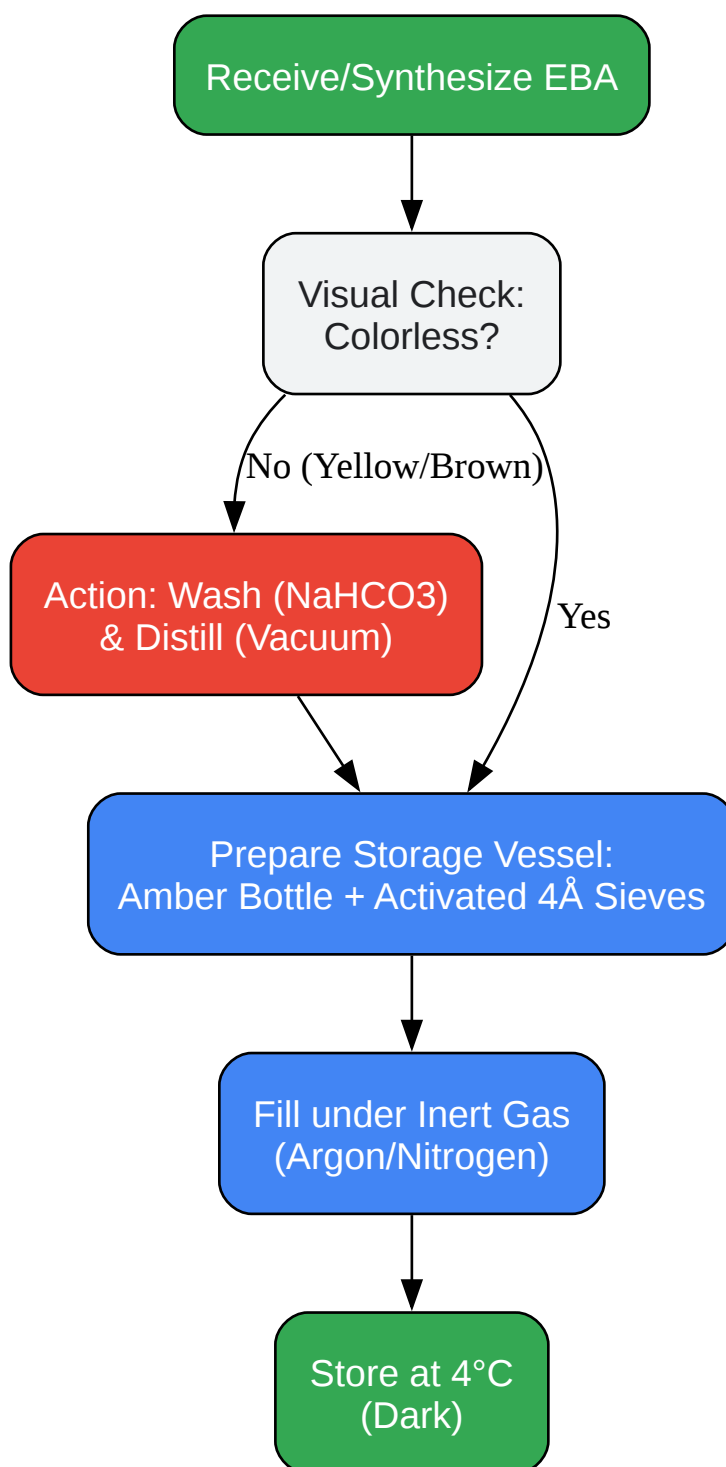 Receive/Synthesize EBA
Visual Check:
Colorless?
No (Yellow/Brown)
Action: Wash (NaHCO3)
& Distill (Vacuum)
Yes
Prepare Storage Vessel:
Amber Bottle + Activated 4Å Sieves
Fill under Inert Gas
(Argon/Nitrogen)
Store at 4°C
(Dark)